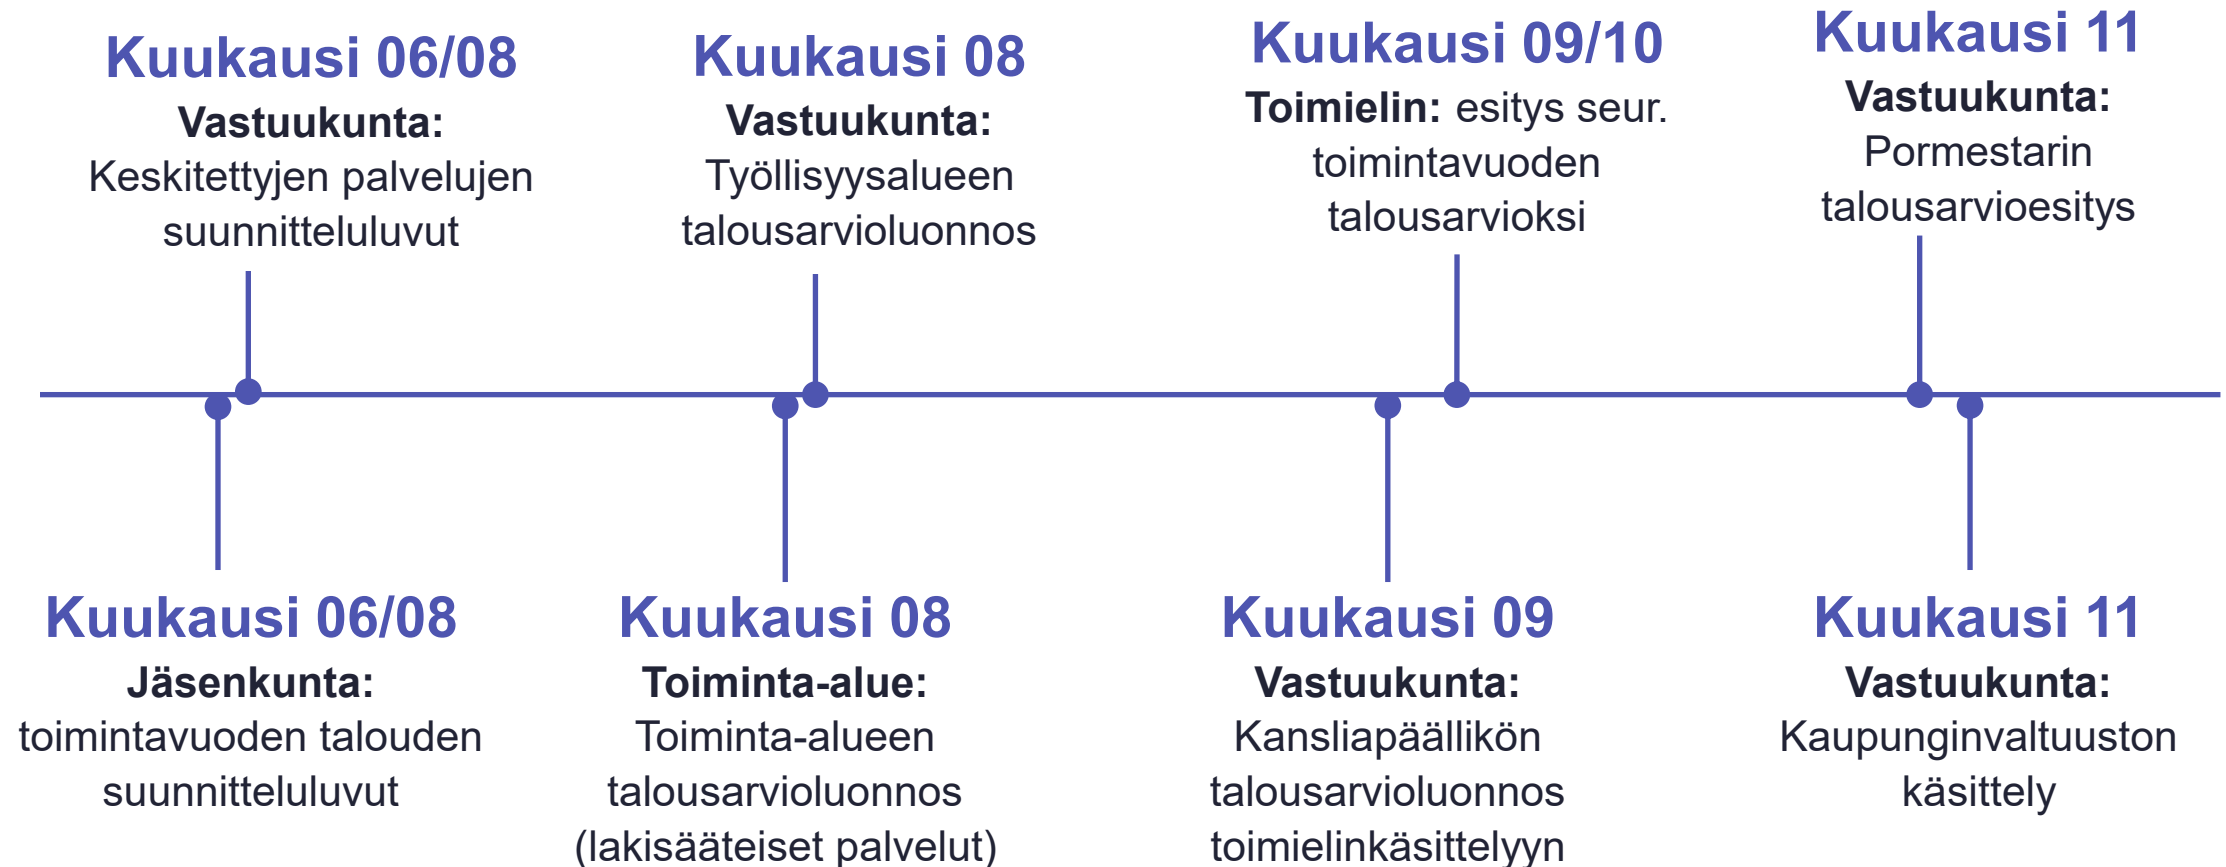 Kuukausi 06/08
Vastuukunta:
Keskitettyjen palvelujen
suunnitteluluvut
Kuukausi 08
Vastuukunta:
Työllisyysalueen
talousarvioluonnos
Kuukausi 09/10
Toimielin: esitys seur.
toimintavuoden
talousarvioksi
Kuukausi 11
Vastuukunta:
Pormestarin
talousarvioesitys
Kuukausi 06/08
Jäsenkunta:
toimintavuoden talouden
suunnitteluluvut
Kuukausi 08
Toiminta-alue:
Toiminta-alueen
talousarvioluonnos
(lakisääteiset palvelut)
Kuukausi 09
Vastuukunta:
Kansliapäällikön
talousarvioluonnos
toimielinkäsittelyyn
Kuukausi 11
Vastuukunta:
Kaupunginvaltuuston
käsittely